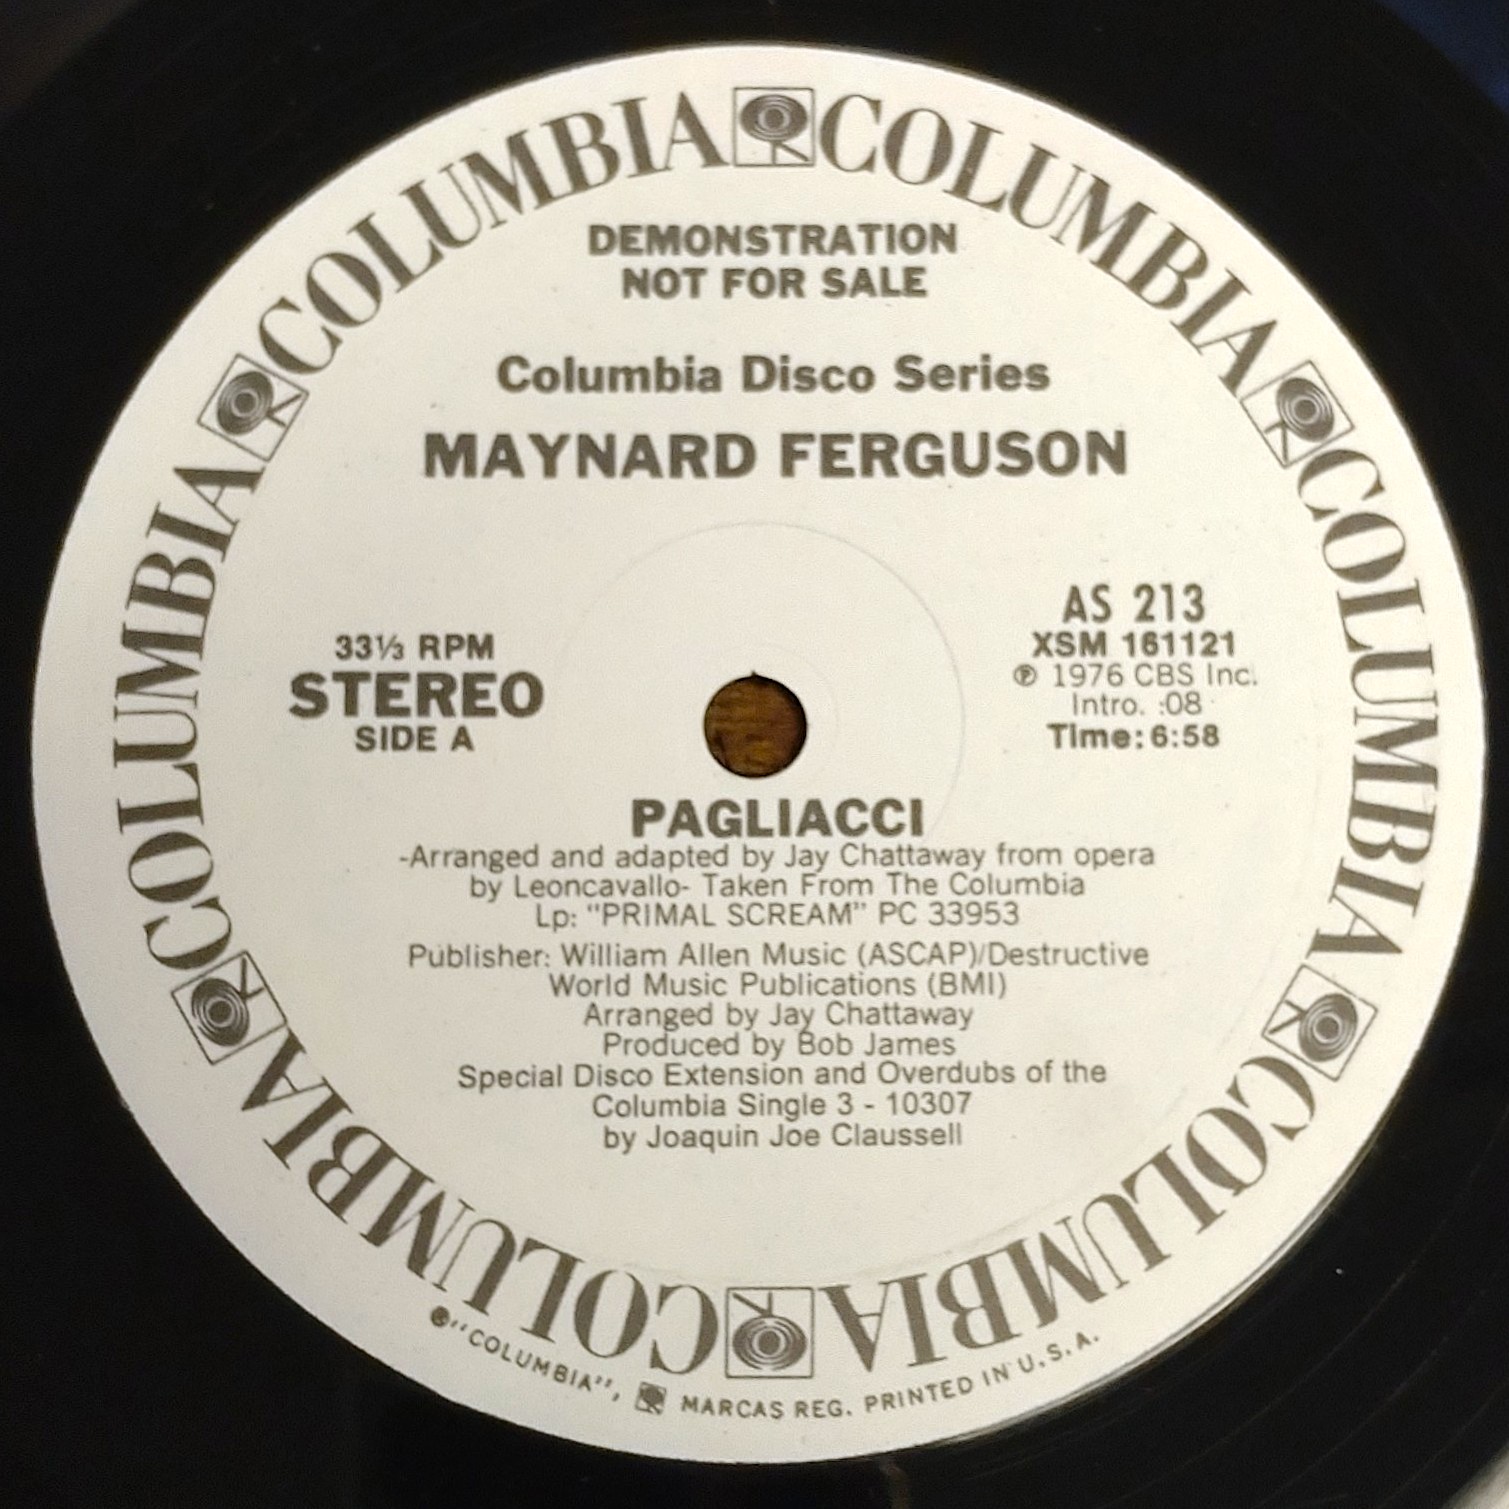 COLUMBIA COLUMBIA COLUMBIA COLUMBIA COLUMBIA COLUMBIA
DEMONSTRATION
NOT FOR SALE
Columbia Disco Series
MAYNARD FERGUSON
33⅓ RPM
STEREO
SIDE A
AS 213
XSM 161121
℗ 1976 CBS Inc.
Intro. :08
Time: 6:58
PAGLIACCI
-Arranged and adapted by Jay Chattaway from opera
by Leoncavallo- Taken From The Columbia
Lp: "PRIMAL SCREAM" PC 33953
Publisher: William Allen Music (ASCAP)/Destructive
World Music Publications (BMI)
Arranged by Jay Chattaway
Produced by Bob James
Special Disco Extension and Overdubs of the
Columbia Single 3 - 10307
by Joaquin Joe Claussell
®"COLUMBIA", MARCAS REG. PRINTED IN U.S.A.